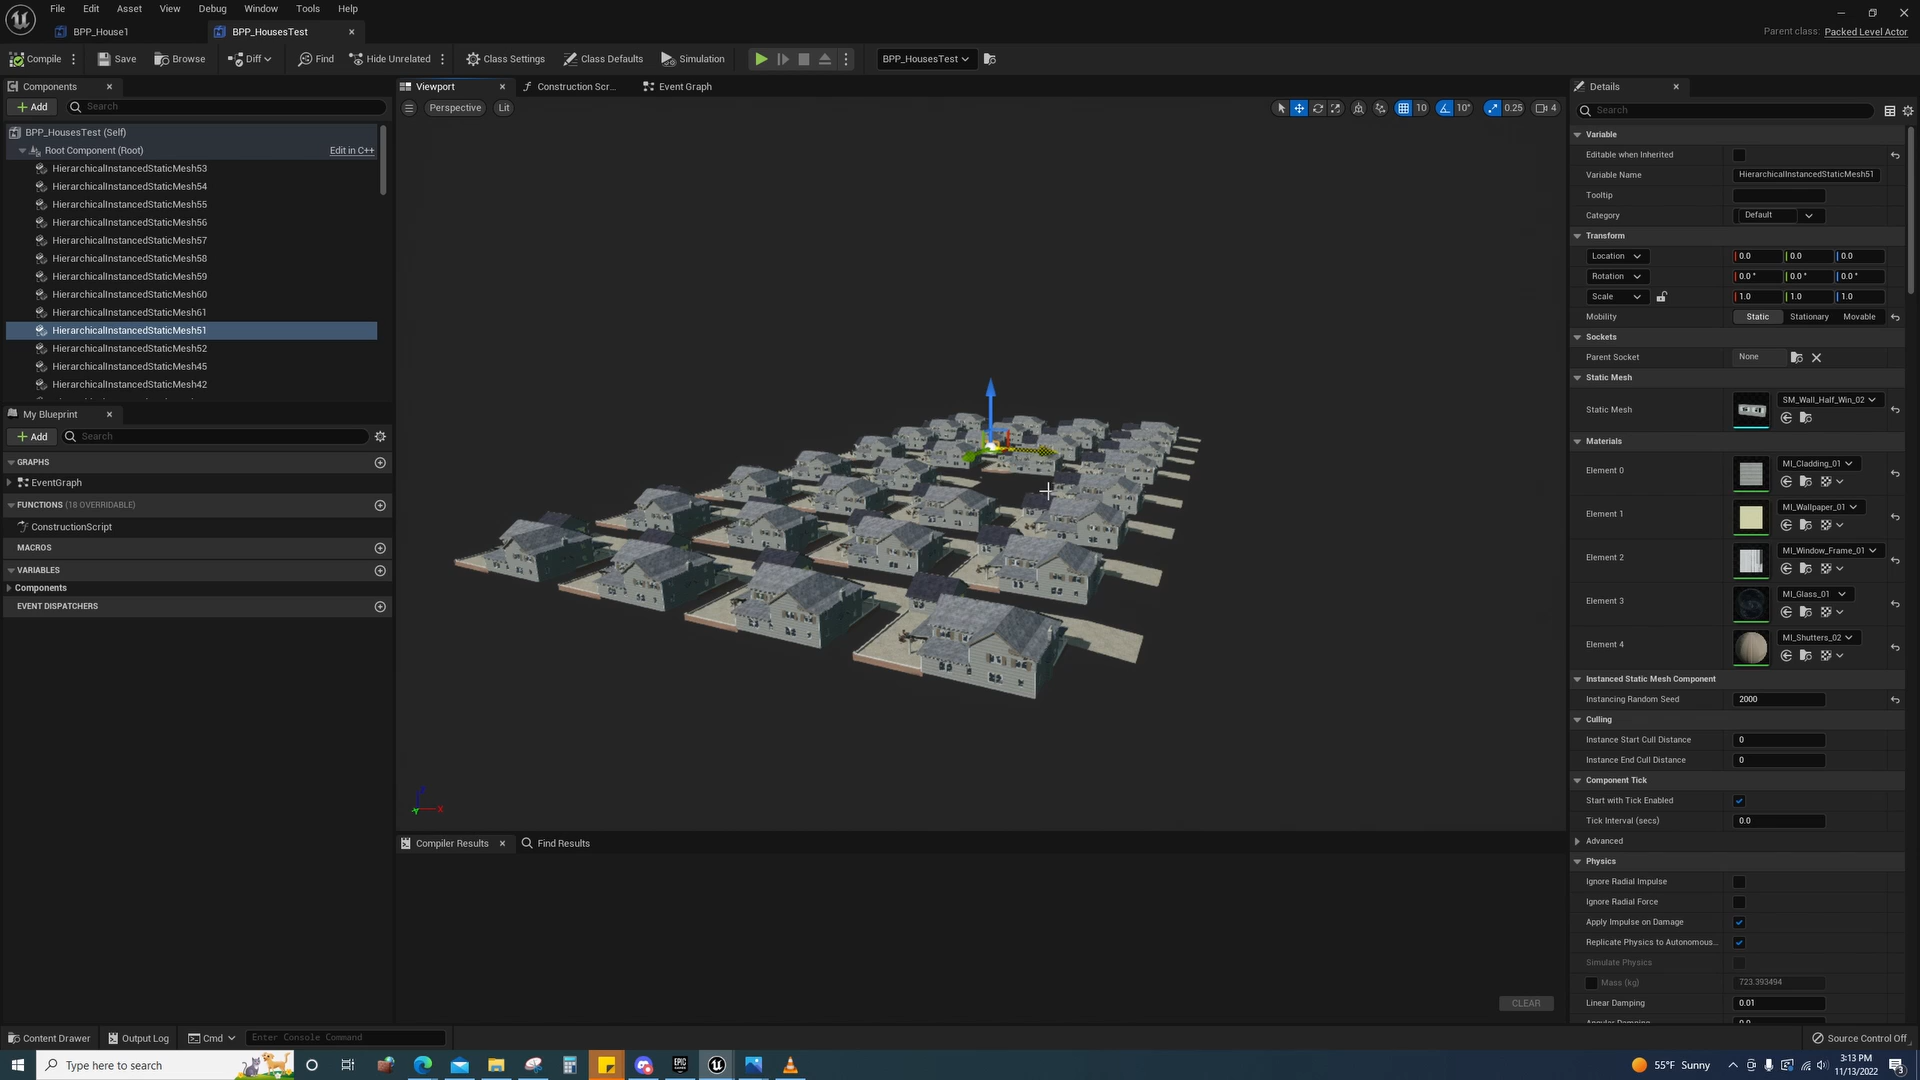 File Edit Asset View Debug Window Tools Help
BPP_House1
BPP_HousesTest
Parent class: Packed Level Actor
Compile Save Browse Diff Find Hide Unrelated Class Settings Class Defaults Simulation BPP_HousesTest
Components
Add Search
BPP_HousesTest (Self)
Root Component (Root) Edit in C++
HierarchicalInstancedStaticMesh53
HierarchicalInstancedStaticMesh54
HierarchicalInstancedStaticMesh55
HierarchicalInstancedStaticMesh56
HierarchicalInstancedStaticMesh57
HierarchicalInstancedStaticMesh58
HierarchicalInstancedStaticMesh59
HierarchicalInstancedStaticMesh60
HierarchicalInstancedStaticMesh61
HierarchicalInstancedStaticMesh51
HierarchicalInstancedStaticMesh52
HierarchicalInstancedStaticMesh45
HierarchicalInstancedStaticMesh42
My Blueprint
Add Search
GRAPHS
EventGraph
FUNCTIONS (18 OVERRIDABLE)
ConstructionScript
MACROS
VARIABLES
Components
EVENT DISPATCHERS
Viewport Construction Scr... Event Graph
Perspective Lit 10 10° 0.25 4
X
Compiler Results Find Results
CLEAR
Details
Search
Variable
Editable when Inherited
Variable Name HierarchicalInstancedStaticMesh51
Tooltip
Category Default
Transform
Location 0.0 0.0 0.0
Rotation 0.0 ° 0.0 ° 0.0 °
Scale 1.0 1.0 1.0
Mobility Static Stationary Movable
Sockets
Parent Socket None
Static Mesh
Static Mesh SM_Wall_Half_Win_02
Materials
Element 0 MI_Cladding_01
Element 1 MI_Wallpaper_01
Element 2 MI_Window_Frame_01
Element 3 MI_Glass_01
Element 4 MI_Shutters_02
Instanced Static Mesh Component
Instancing Random Seed 2000
Culling
Instance Start Cull Distance 0
Instance End Cull Distance 0
Component Tick
Start with Tick Enabled
Tick Interval (secs) 0.0
Advanced
Physics
Ignore Radial Impulse
Ignore Radial Force
Apply Impulse on Damage
Replicate Physics to Autonomous...
Simulate Physics
Mass (kg) 723.393494
Linear Damping 0.01
Content Drawer Output Log Cmd Enter Console Command Source Control Off
Type here to search
EPIC GAMES
55°F Sunny
3:13 PM
11/13/2022
3